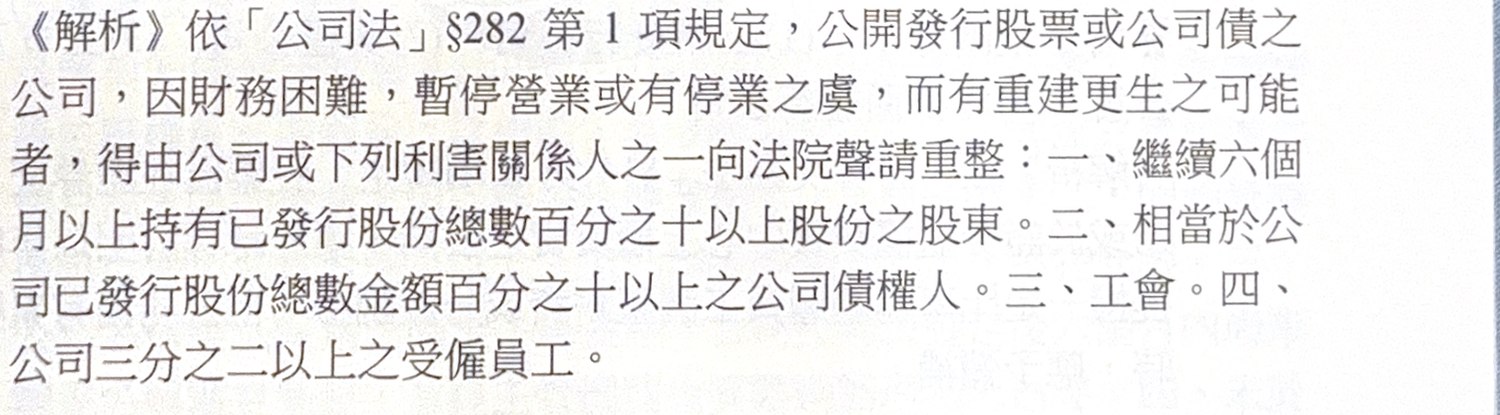 《解析》依「公司法」§282 第 1 項規定，公開發行股票或公司債之
公司，因財務困難，暫停營業或有停業之虞，而有重建更生之可能
者，得由公司或下列利害關係人之一向法院聲請重整：一、繼續六個
月以上持有已發行股份總數百分之十以上股份之股東。二、相當於公
司已發行股份總數金額百分之十以上之公司債權人。三、工會。四、
公司三分之二以上之受僱員工。